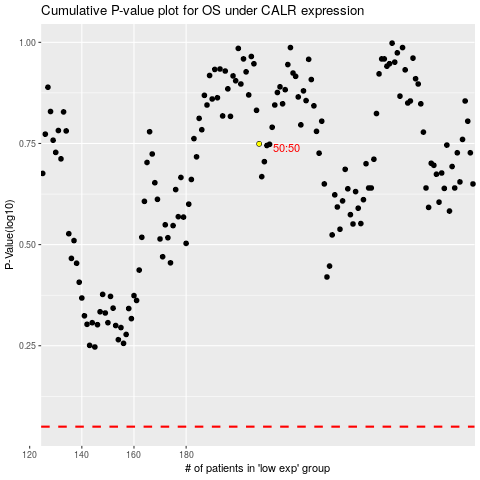 Cumulative P-value plot for OS under CALR expression
1.00
0.75
50:50
0.50
0.25
P-Value(log10)
120 140 160 180
# of patients in 'low exp' group